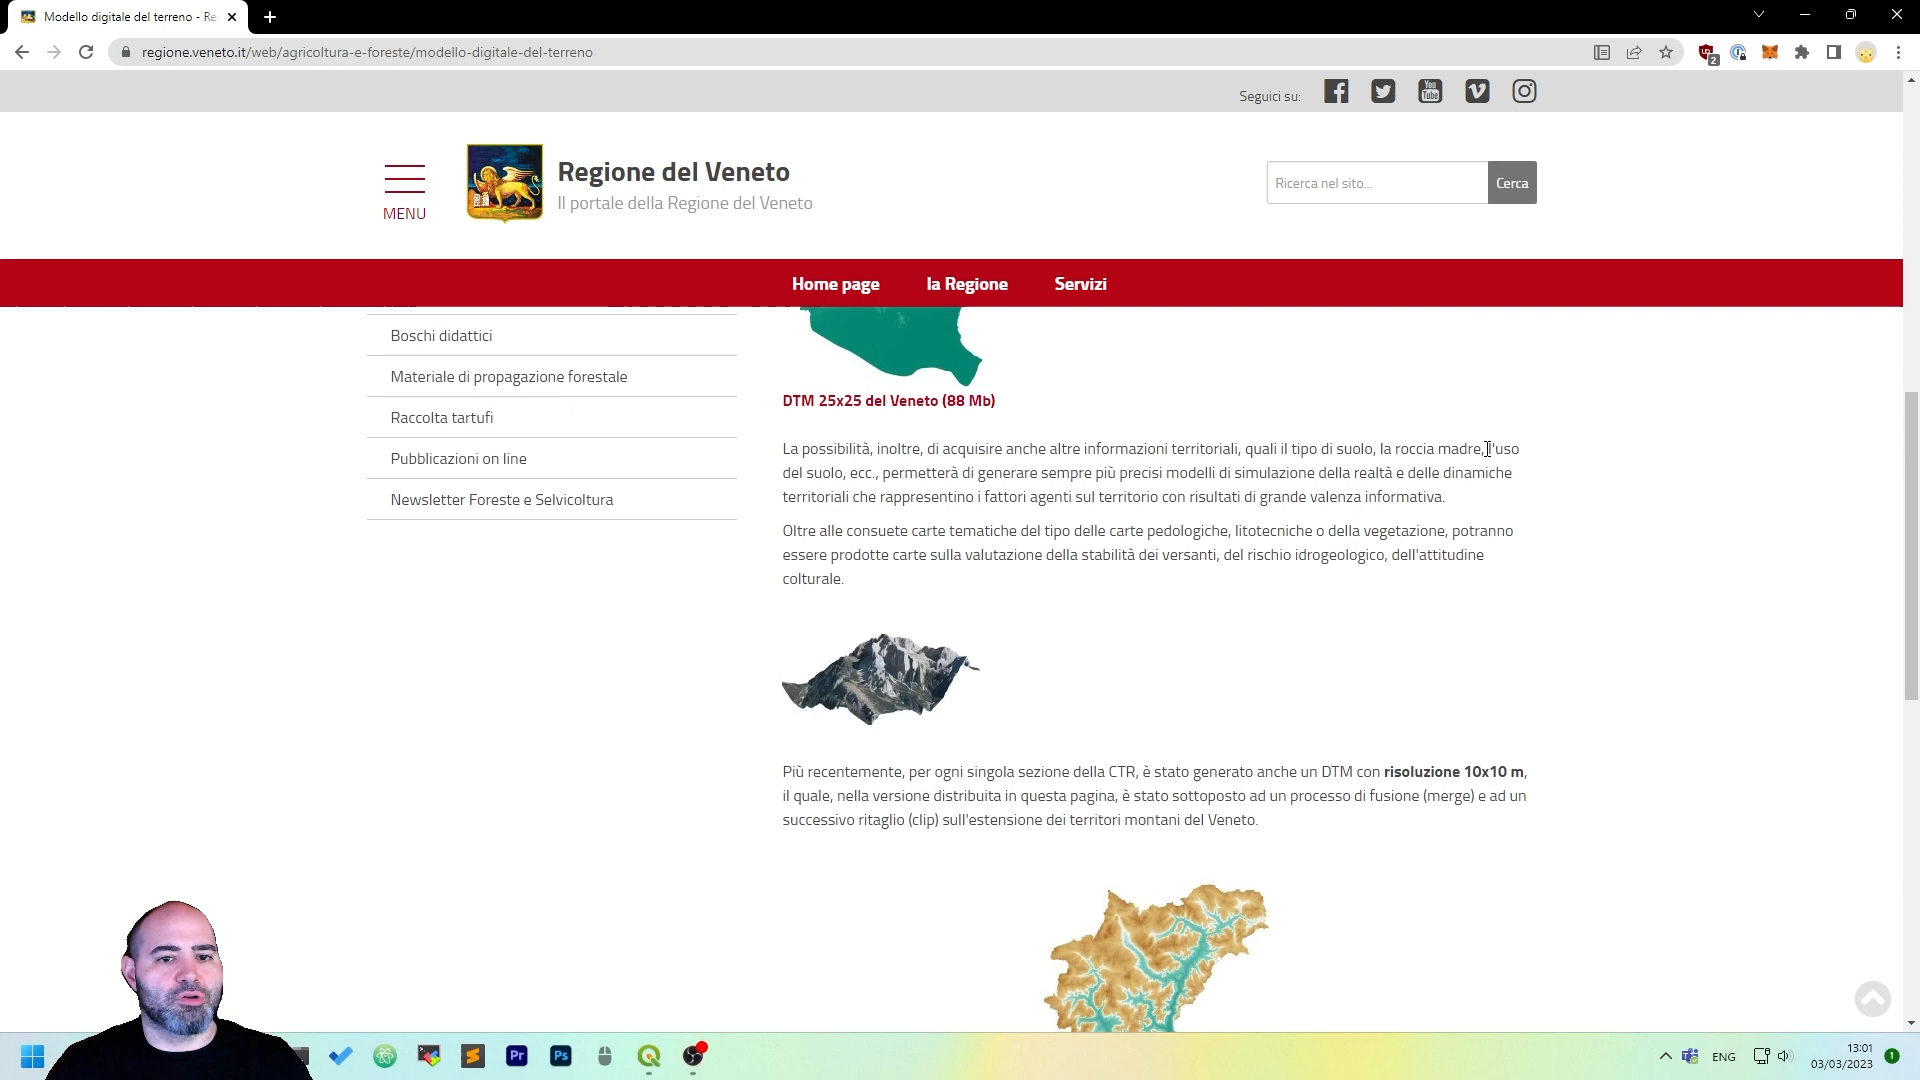 Modello digitale del terreno - Re
regione.veneto.it/web/agricoltura-e-foreste/modello-digitale-del-terreno
2
Seguici su:
You
Tube
MENU
Regione del Veneto
Il portale della Regione del Veneto
Ricerca nel sito...
Cerca
Home page
la Regione
Servizi
Boschi didattici
Materiale di propagazione forestale
Raccolta tartufi
Pubblicazioni on line
Newsletter Foreste e Selvicoltura
DTM 25x25 del Veneto (88 Mb)
La possibilità, inoltre, di acquisire anche altre informazioni territoriali, quali il tipo di suolo, la roccia madre, l'uso
del suolo, ecc., permetterà di generare sempre più precisi modelli di simulazione della realtà e delle dinamiche
territoriali che rappresentino i fattori agenti sul territorio con risultati di grande valenza informativa.
Oltre alle consuete carte tematiche del tipo delle carte pedologiche, litotecniche o della vegetazione, potranno
essere prodotte carte sulla valutazione della stabilità dei versanti, del rischio idrogeologico, dell'attitudine
colturale.
Più recentemente, per ogni singola sezione della CTR, è stato generato anche un DTM con risoluzione 10x10 m,
il quale, nella versione distribuita in questa pagina, è stato sottoposto ad un processo di fusione (merge) e ad un
successivo ritaglio (clip) sull'estensione dei territori montani del Veneto.
Pr
Ps
ENG
13:01
03/03/2023
1